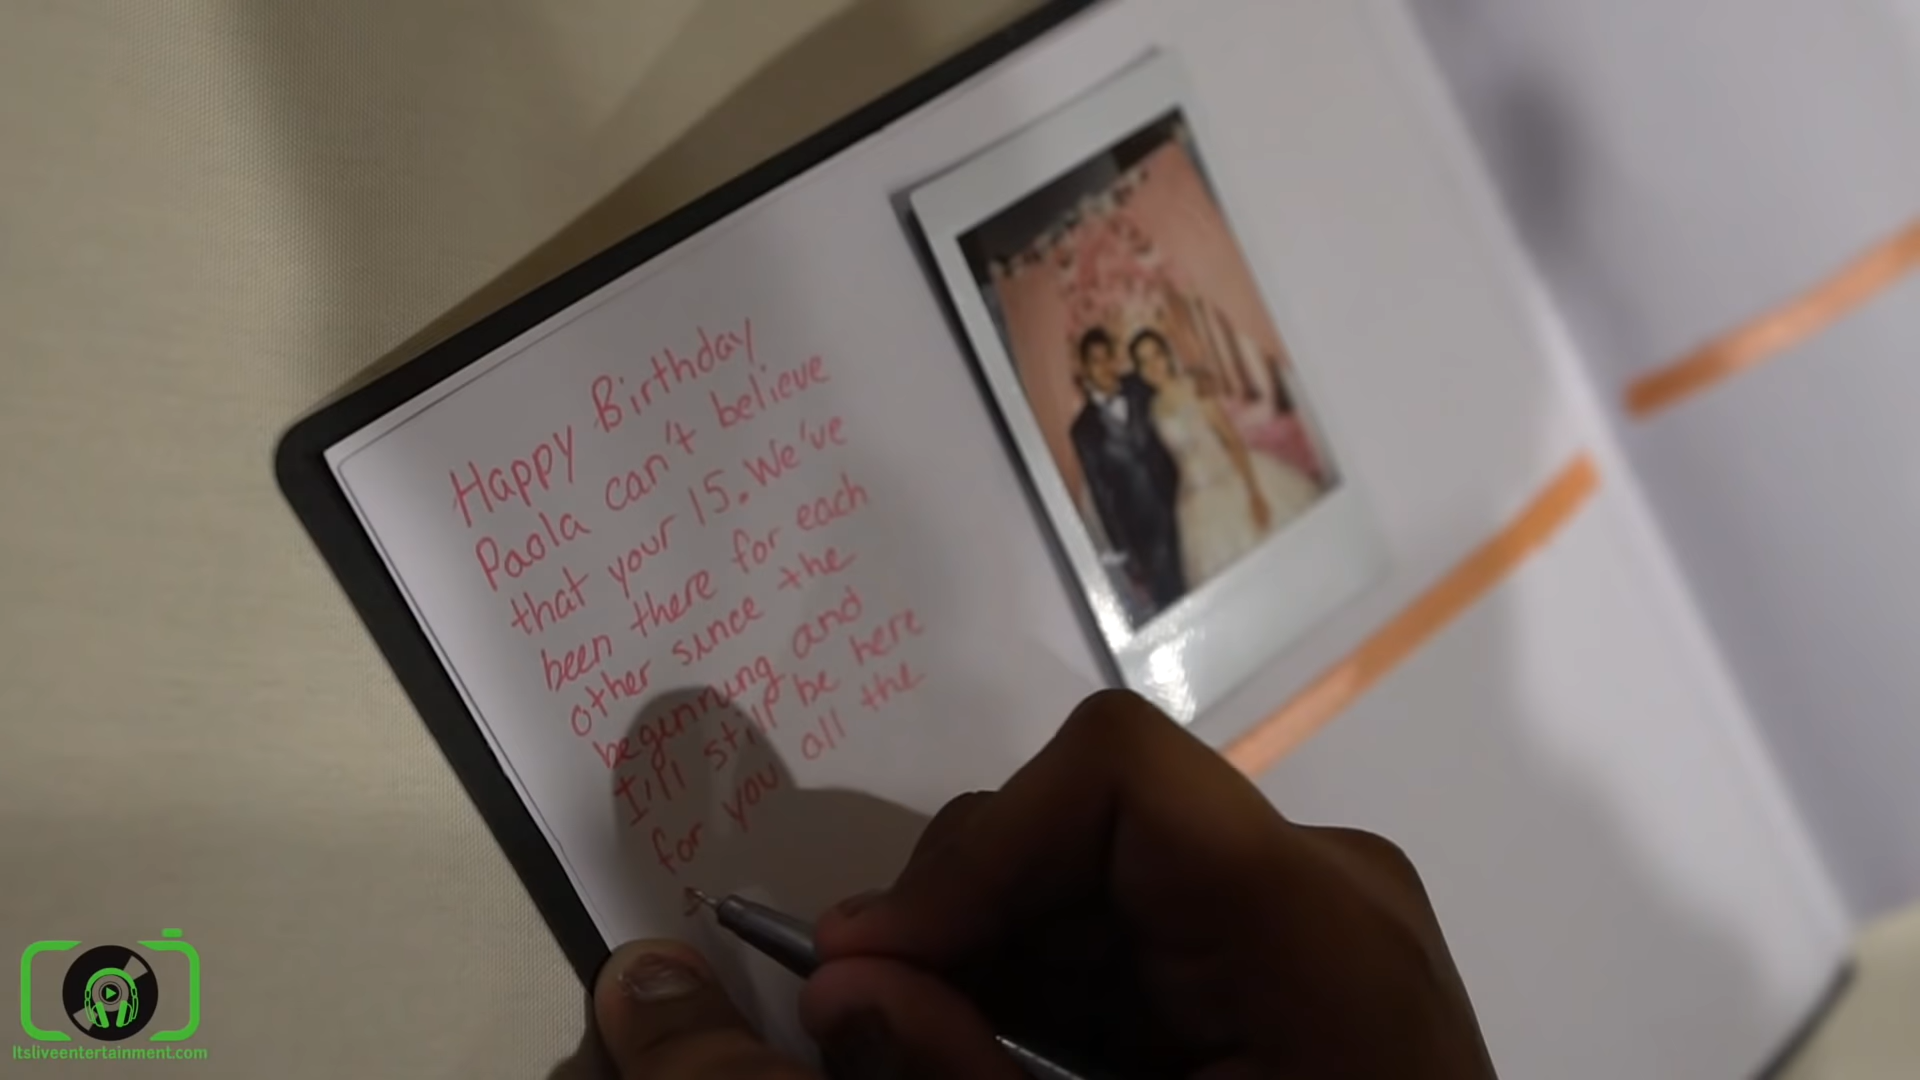 Happy Birthday
Paola can't believe
that your 15. We've
been there for each
other since the
beginning and
I'll still be here
for you all the
Itsliveentertainment.com